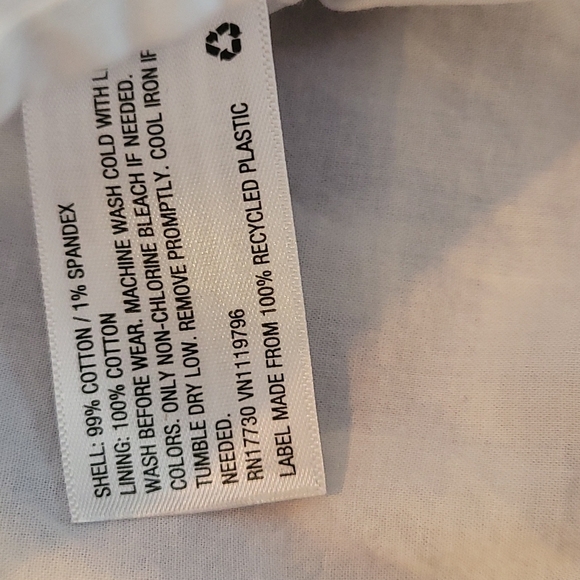 SHELL: 99% COTTON / 1% SPANDEX
LINING: 100% COTTON
WASH BEFORE WEAR. MACHINE WASH COLD WITH
COLORS. ONLY NON-CHLORINE BLEACH IF NEEDED.
TUMBLE DRY LOW. REMOVE PROMPTLY. COOL IRON IF
NEEDED.
RN17730 VN1119796
LABEL MADE FROM 100% RECYCLED PLASTIC